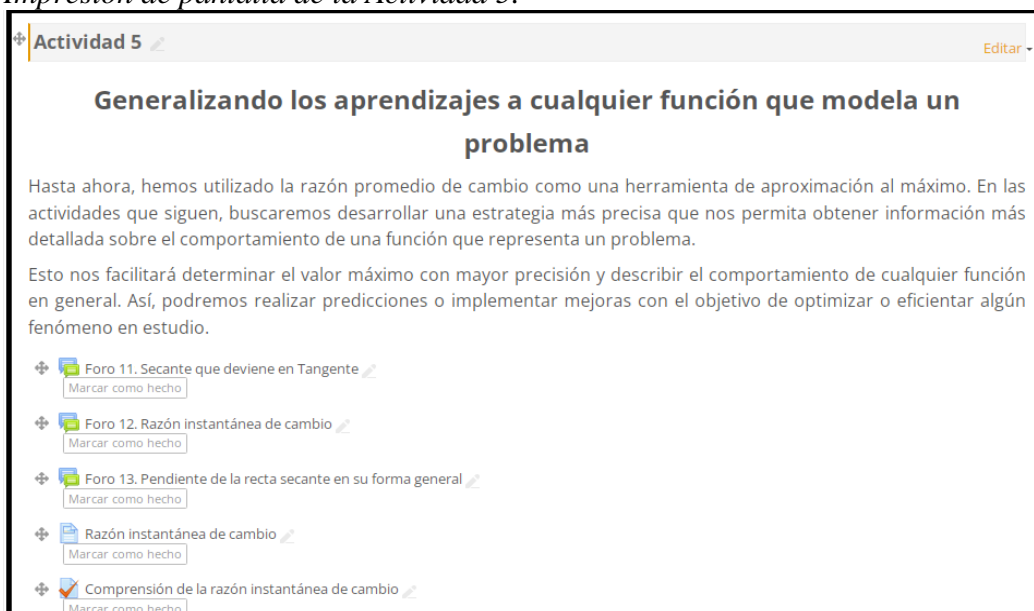 Impresión de pantalla de la Actividad 5.
Actividad 5
Editar
Generalizando los aprendizajes a cualquier función que modela un
problema
Hasta ahora, hemos utilizado la razón promedio de cambio como una herramienta de aproximación al máximo. En las
actividades que siguen, buscaremos desarrollar una estrategia más precisa que nos permita obtener información más
detallada sobre el comportamiento de una función que representa un problema.
Esto nos facilitará determinar el valor máximo con mayor precisión y describir el comportamiento de cualquier función
en general. Así, podremos realizar predicciones o implementar mejoras con el objetivo de optimizar o eficientar algún
fenómeno en estudio.
Foro 11. Secante que deviene en Tangente
Marcar como hecho
Foro 12. Razón instantánea de cambio
Marcar como hecho
Foro 13. Pendiente de la recta secante en su forma general
Marcar como hecho
Razón instantánea de cambio
Marcar como hecho
Comprensión de la razón instantánea de cambio
Marcar como hecho